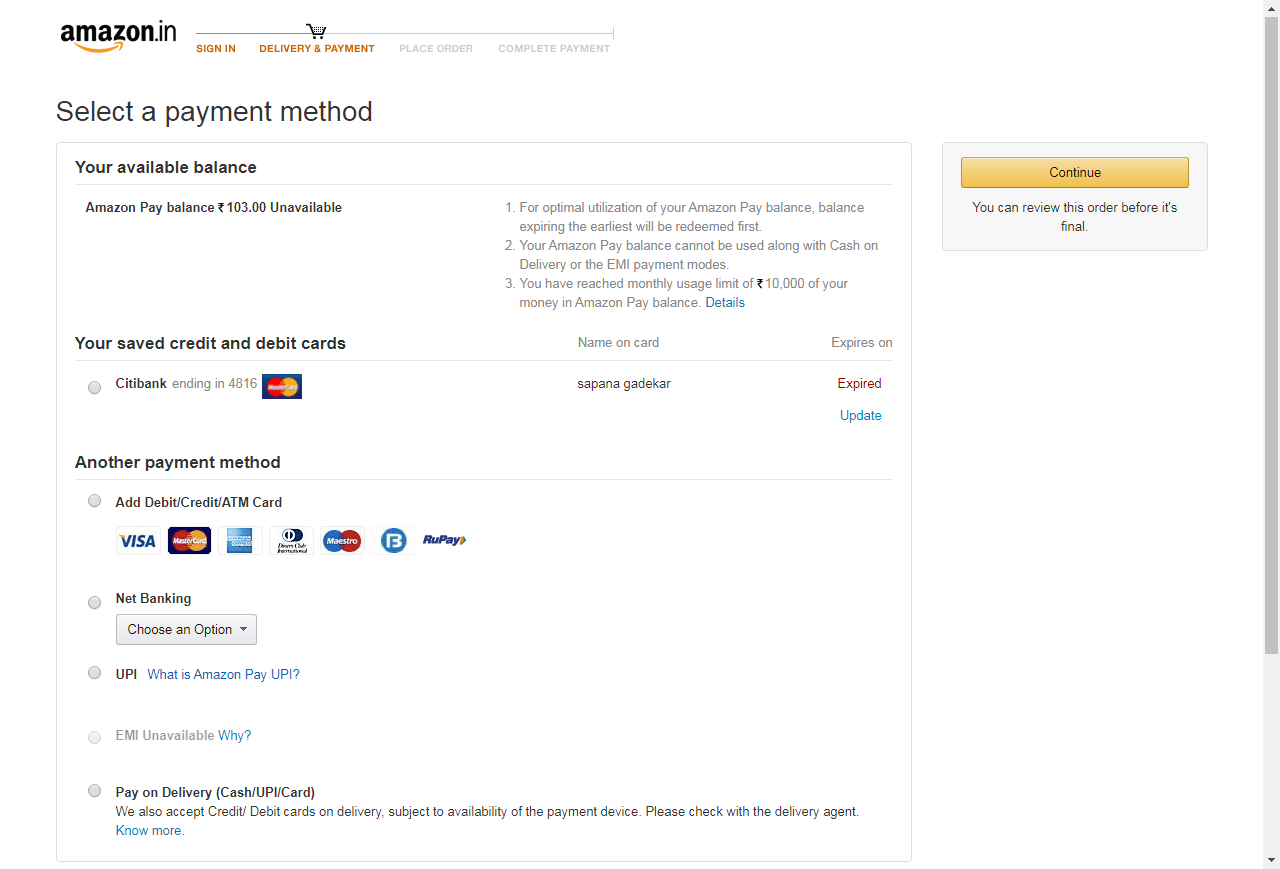 amazon.in
SIGN IN DELIVERY & PAYMENT PLACE ORDER COMPLETE PAYMENT
Select a payment method
Your available balance
Amazon Pay balance ₹103.00 Unavailable
1. For optimal utilization of your Amazon Pay balance, balance
expiring the earliest will be redeemed first.
2. Your Amazon Pay balance cannot be used along with Cash on
Delivery or the EMI payment modes.
3. You have reached monthly usage limit of ₹10,000 of your
money in Amazon Pay balance. Details
Continue
You can review this order before it's
final.
Your saved credit and debit cards Name on card Expires on
Citibank ending in 4816 MasterCard sapana gadekar Expired
Update
Another payment method
Add Debit/Credit/ATM Card
VISA MasterCard AMERICAN EXPRESS Diners Club International Maestro B RuPay
Net Banking
Choose an Option
UPI What is Amazon Pay UPI?
EMI Unavailable Why?
Pay on Delivery (Cash/UPI/Card)
We also accept Credit/ Debit cards on delivery, subject to availability of the payment device. Please check with the delivery agent.
Know more.